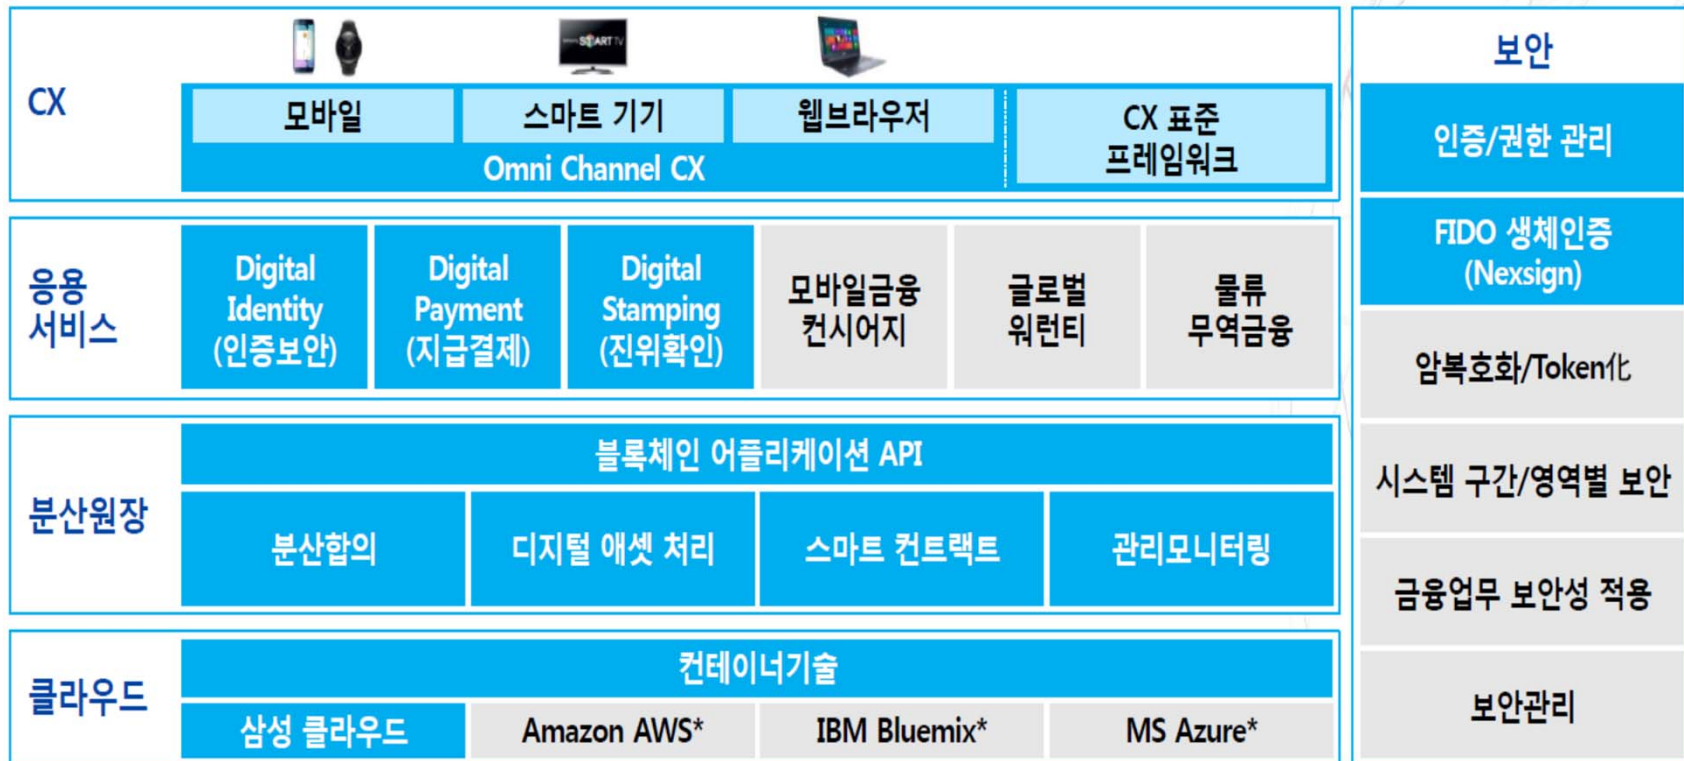 CX
SMART TV
모바일
스마트 기기
웹브라우저
Omni Channel CX
CX 표준
프레임워크
응용
서비스
Digital
Identity
(인증보안)
Digital
Payment
(지급결제)
Digital
Stamping
(진위확인)
모바일금융
컨시어지
글로벌
워런티
물류
무역금융
분산원장
블록체인 어플리케이션 API
분산합의
디지털 애셋 처리
스마트 컨트랙트
관리모니터링
클라우드
컨테이너기술
삼성 클라우드
Amazon AWS*
IBM Bluemix*
MS Azure*
보안
인증/권한 관리
FIDO 생체인증
(Nexsign)
암복호화/Token化
시스템 구간/영역별 보안
금융업무 보안성 적용
보안관리